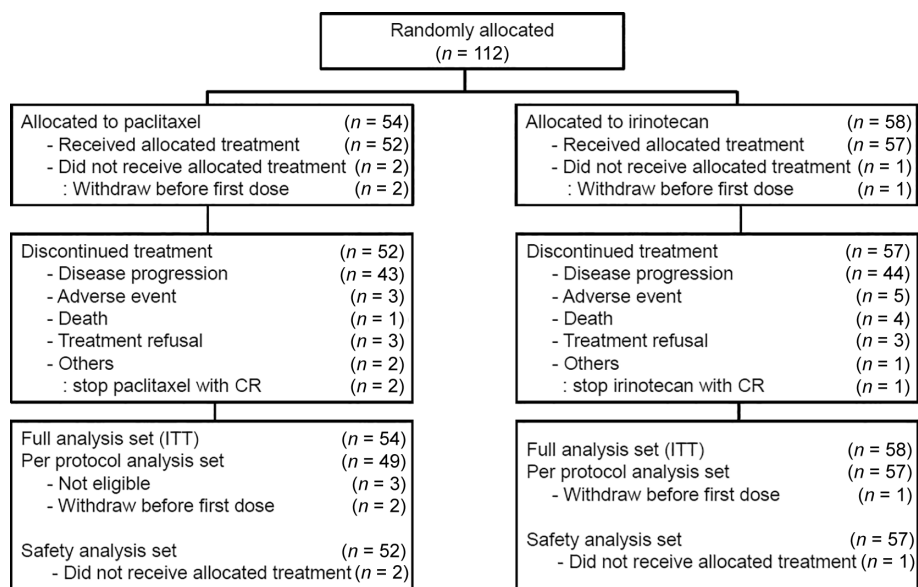 Randomly allocated
(n = 112)
Allocated to paclitaxel (n = 54)
- Received allocated treatment (n = 52)
- Did not receive allocated treatment (n = 2)
: Withdraw before first dose (n = 2)
Allocated to irinotecan (n = 58)
- Received allocated treatment (n = 57)
- Did not receive allocated treatment (n = 1)
: Withdraw before first dose (n = 1)
Discontinued treatment (n = 52)
- Disease progression (n = 43)
- Adverse event (n = 3)
- Death (n = 1)
- Treatment refusal (n = 3)
- Others (n = 2)
: stop paclitaxel with CR (n = 2)
Discontinued treatment (n = 57)
- Disease progression (n = 44)
- Adverse event (n = 5)
- Death (n = 4)
- Treatment refusal (n = 3)
- Others (n = 1)
: stop irinotecan with CR (n = 1)
Full analysis set (ITT) (n = 54)
Per protocol analysis set (n = 49)
- Not eligible (n = 3)
- Withdraw before first dose (n = 2)
Safety analysis set (n = 52)
- Did not receive allocated treatment (n = 2)
Full analysis set (ITT) (n = 58)
Per protocol analysis set (n = 57)
- Withdraw before first dose (n = 1)
Safety analysis set (n = 57)
- Did not receive allocated treatment (n = 1)